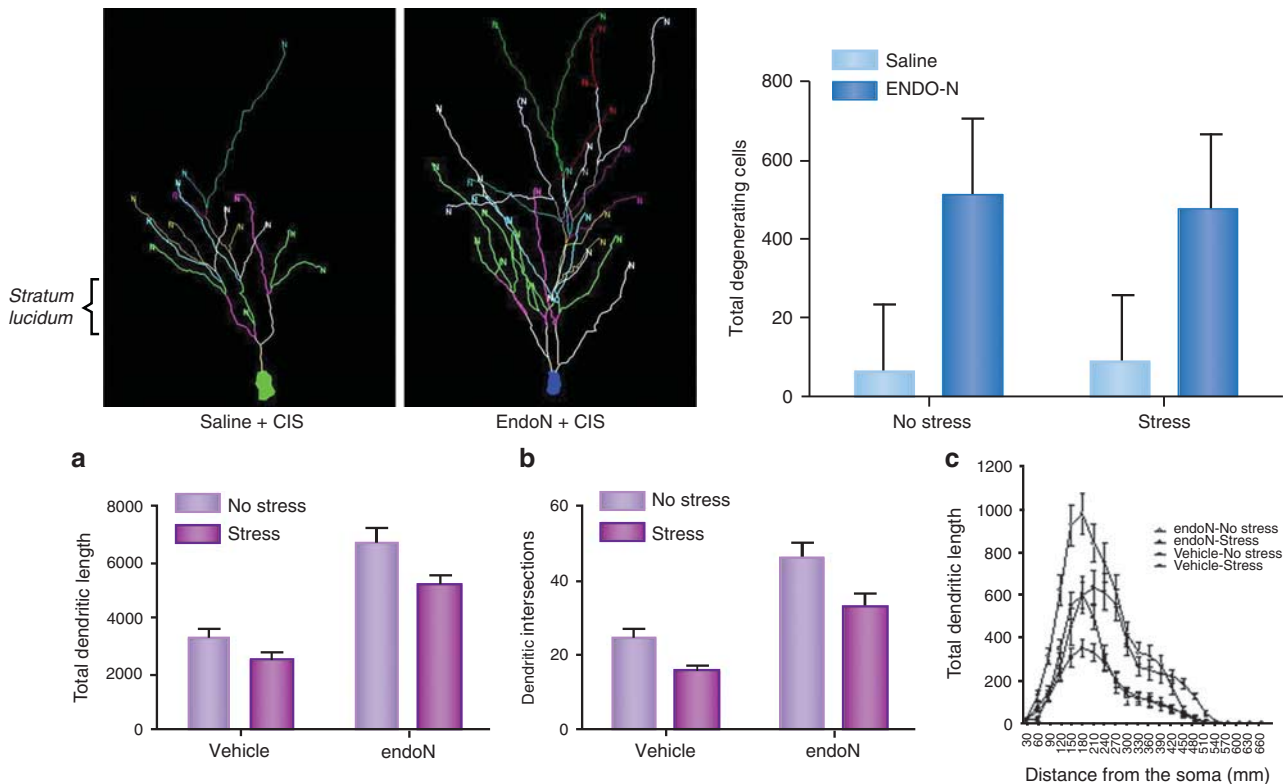 Stratum
lucidum
Saline + CIS
EndoN + CIS
Saline
ENDO-N
Total degenerating cells
800
600
400
20
0
No stress
Stress
a
No stress
Stress
Total dendritic length
8000
6000
4000
2000
0
Vehicle
endoN
b
No stress
Stress
Dendritic intersections
60
40
20
0
Vehicle
endoN
c
endoN-No stress
endoN-Stress
Vehicle-No stress
Vehicle-Stress
Total dendritic length
1200
1000
800
600
400
200
0
30 60 90 120 150 180 210 240 270 300 330 360 390 420 450 480 510 540 570 600 630 660
Distance from the soma (mm)